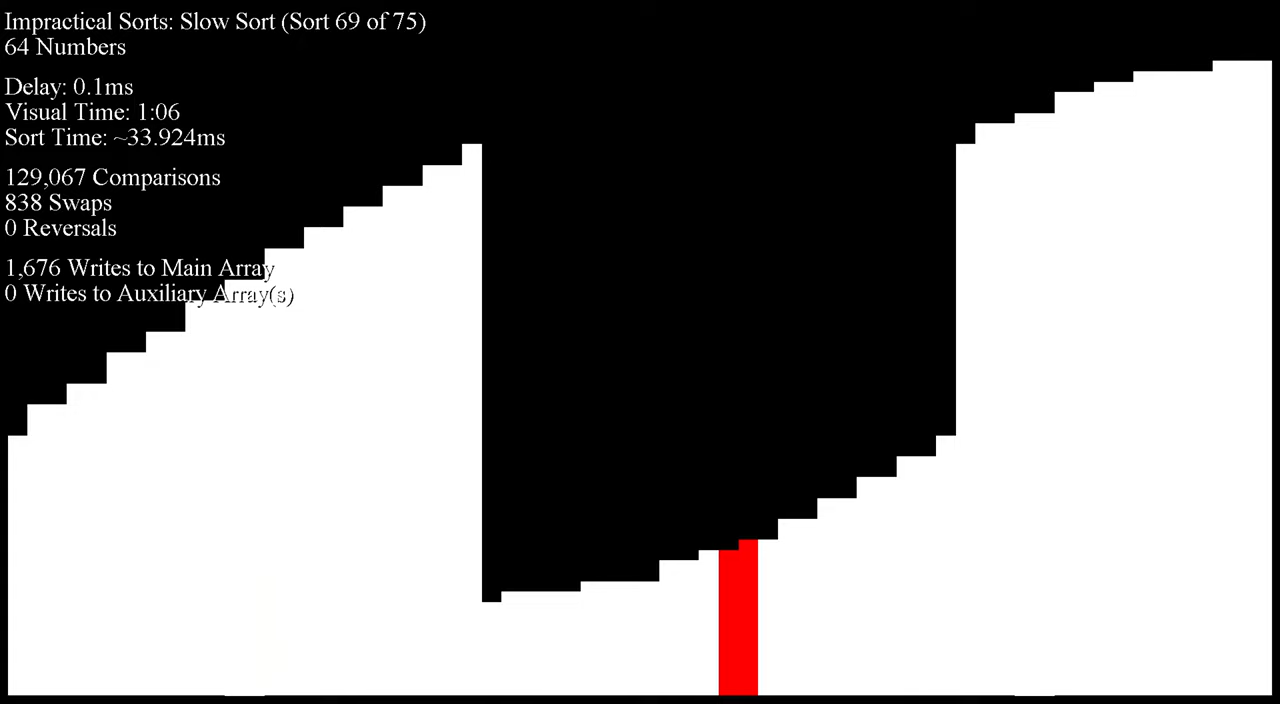 Impractical Sorts: Slow Sort (Sort 69 of 75)
64 Numbers
Delay: 0.1ms
Visual Time: 1:06
Sort Time: ~33.924ms
129,067 Comparisons
838 Swaps
0 Reversals
1,676 Writes to Main Array
0 Writes to Auxiliary Array(s)